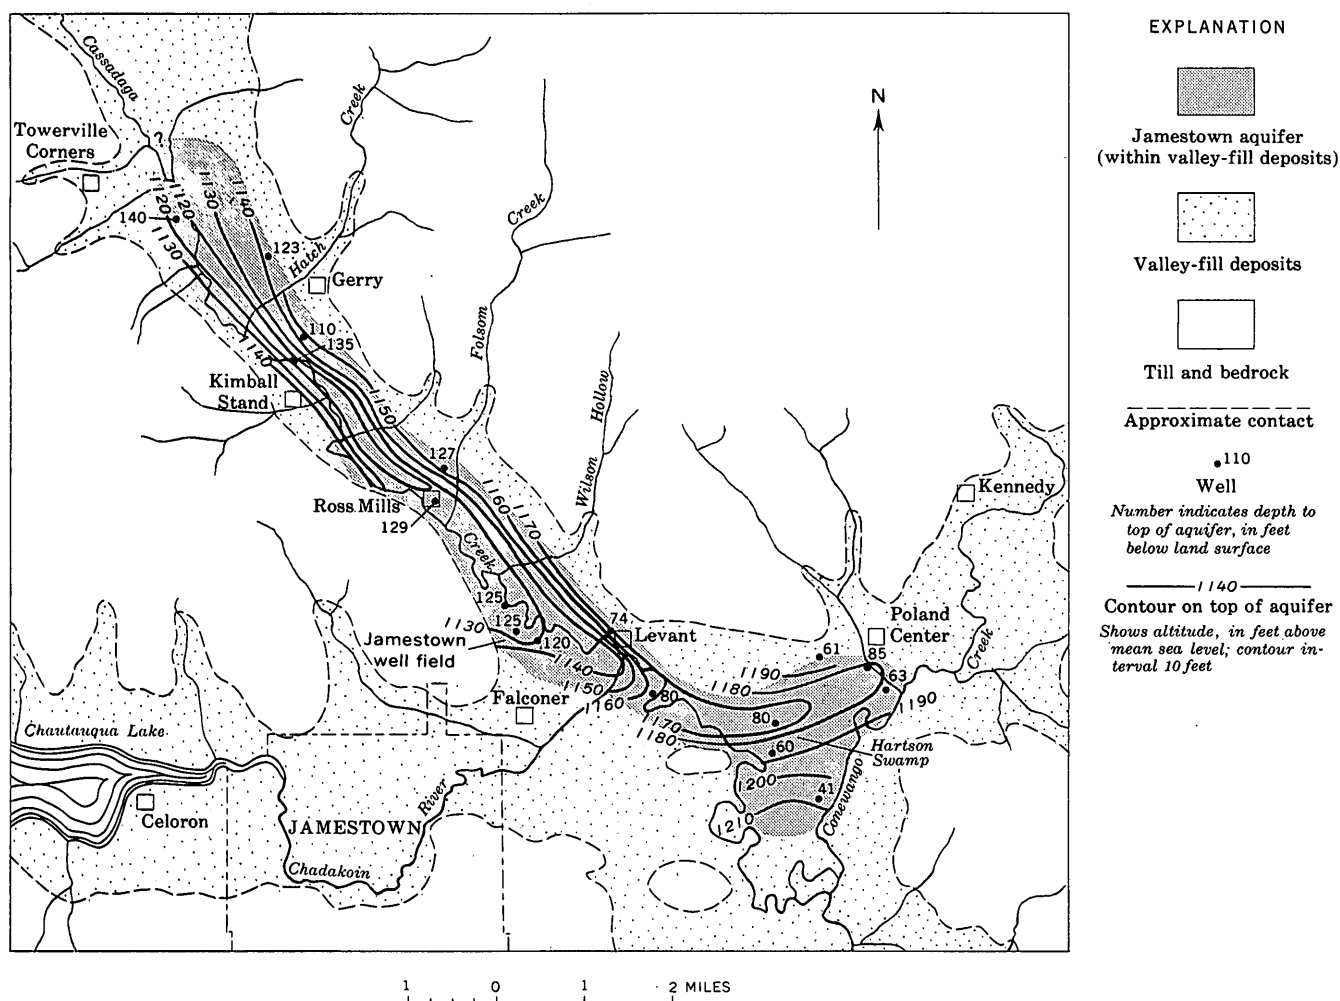 EXPLANATION
Jamestown aquifer
(within valley-fill deposits)
Valley-fill deposits
Till and bedrock
Approximate contact
110
Well
Number indicates depth to
top of aquifer, in feet
below land surface
1140
Contour on top of aquifer
Shows altitude, in feet above
mean sea level; contour in-
terval 10 feet
N
Cassadaga
Towerville
Corners
?
1120
1120
1130
1140
140
1130
123
Hatch
Creek
Gerry
110
135
1140
Kimball
Stand
1150
Folsom
Creek
127
Ross Mills
129
1160
1170
Wilson
Hollow
Creek
125
125
120
1130
Jamestown
well field
1140
1150
1160
74
Levant
80
Falconer
1170
1180
61
85
63
Poland
Center
Kennedy
Creek
1190
1180
1190
80
60
Hartson
Swamp
1200
41
1210
Conewango
Chautauqua Lake
Celoron
JAMESTOWN
River
Chadakoin
1 0 1 2 MILES